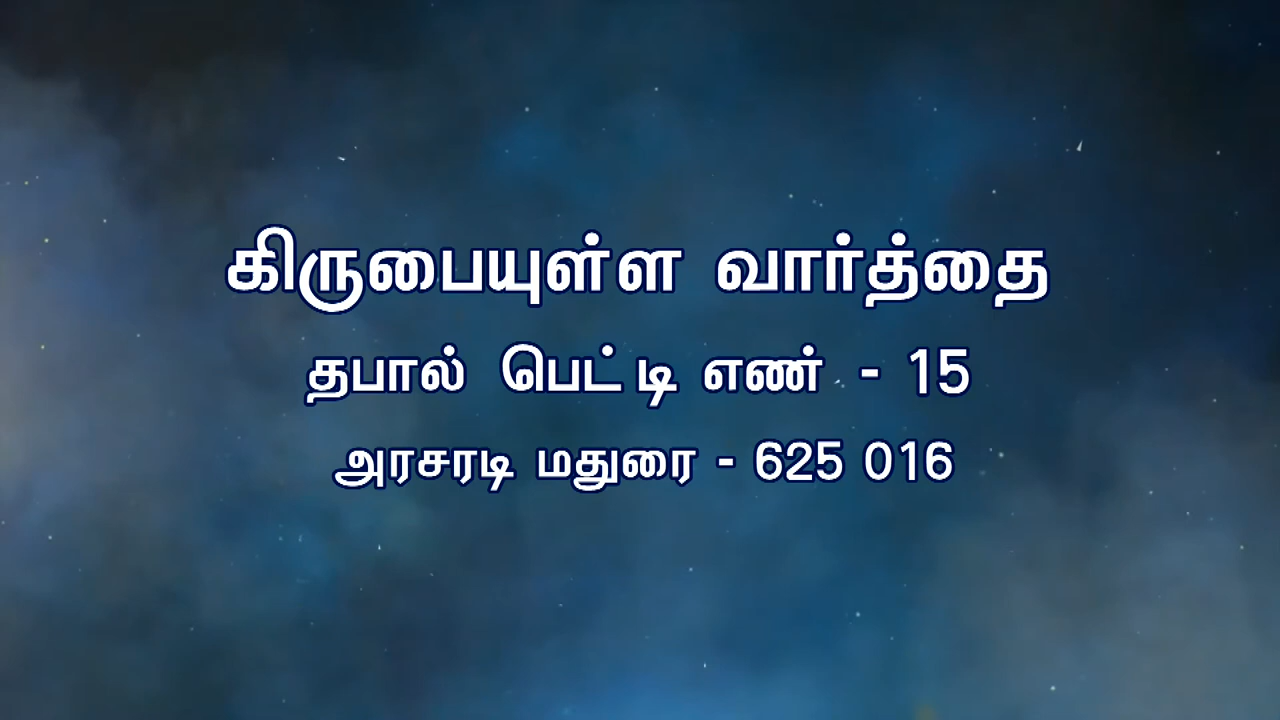 கிருபையுள்ள வார்த்தை
தபால் பெட்டி எண் - 15
அரசரடி மதுரை - 625 016